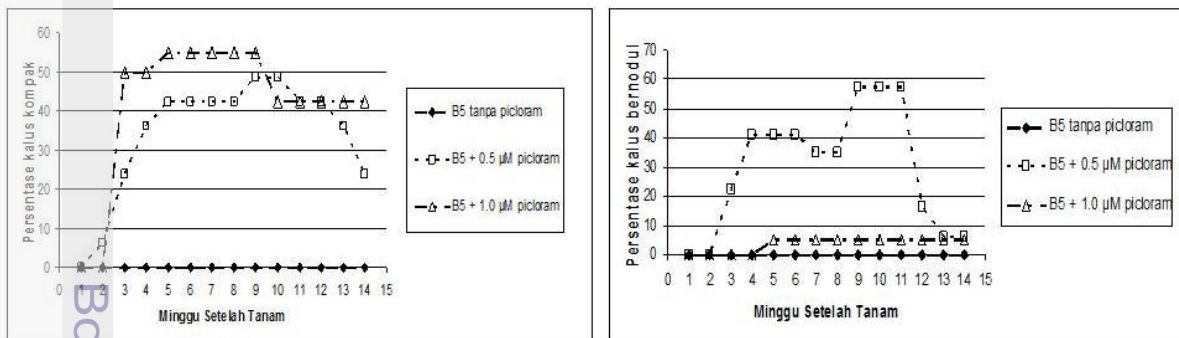 Persentase kalus kompak
60
50
40
30
20
10
0
0 1 2 3 4 5 6 7 8 9 10 11 12 13 14 15
Minggu Setelah Tanam
B5 tanpa picloram
B5 + 0.5 µM picloram
B5 + 1.0 µM picloram
Bo
Persentase kalus bernodul
70
60
50
40
30
20
10
0
0 1 2 3 4 5 6 7 8 9 10 11 12 13 14 15
Minggu Setelah Tanam
B5 tanpa picloram
B5 + 0.5 µM picloram
B5 + 1.0 µM picloram